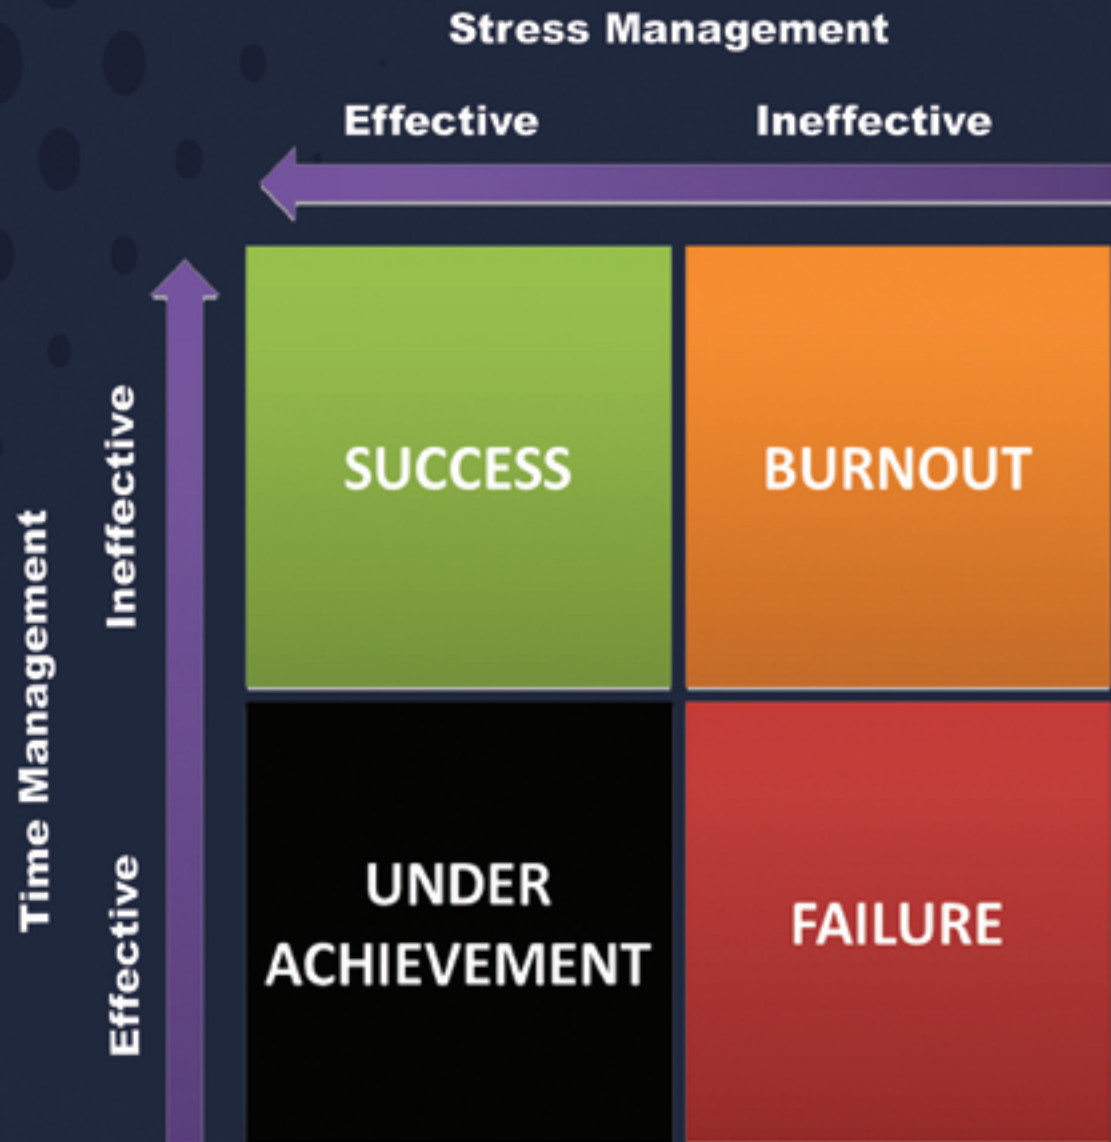 Stress Management
Effective
Ineffective
Time Management
Ineffective
Effective
SUCCESS
BURNOUT
UNDER
ACHIEVEMENT
FAILURE